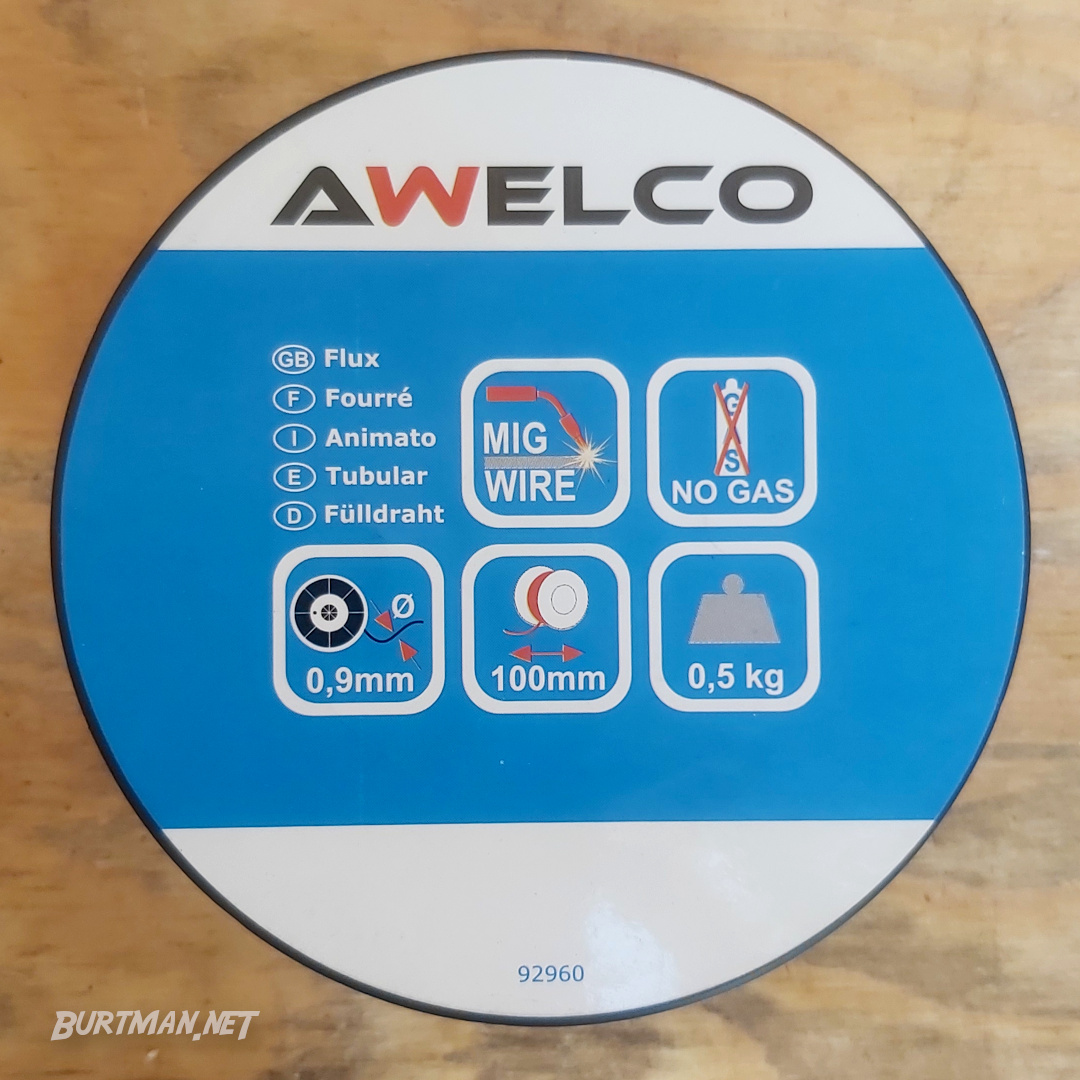 AWELCO
GB Flux
F Fourré
I Animato
E Tubular
D Fülldraht
MIG
WIRE
GAS
NO GAS
Ø
0,9mm
100mm
0,5 kg
92960
BURTMAN.NET